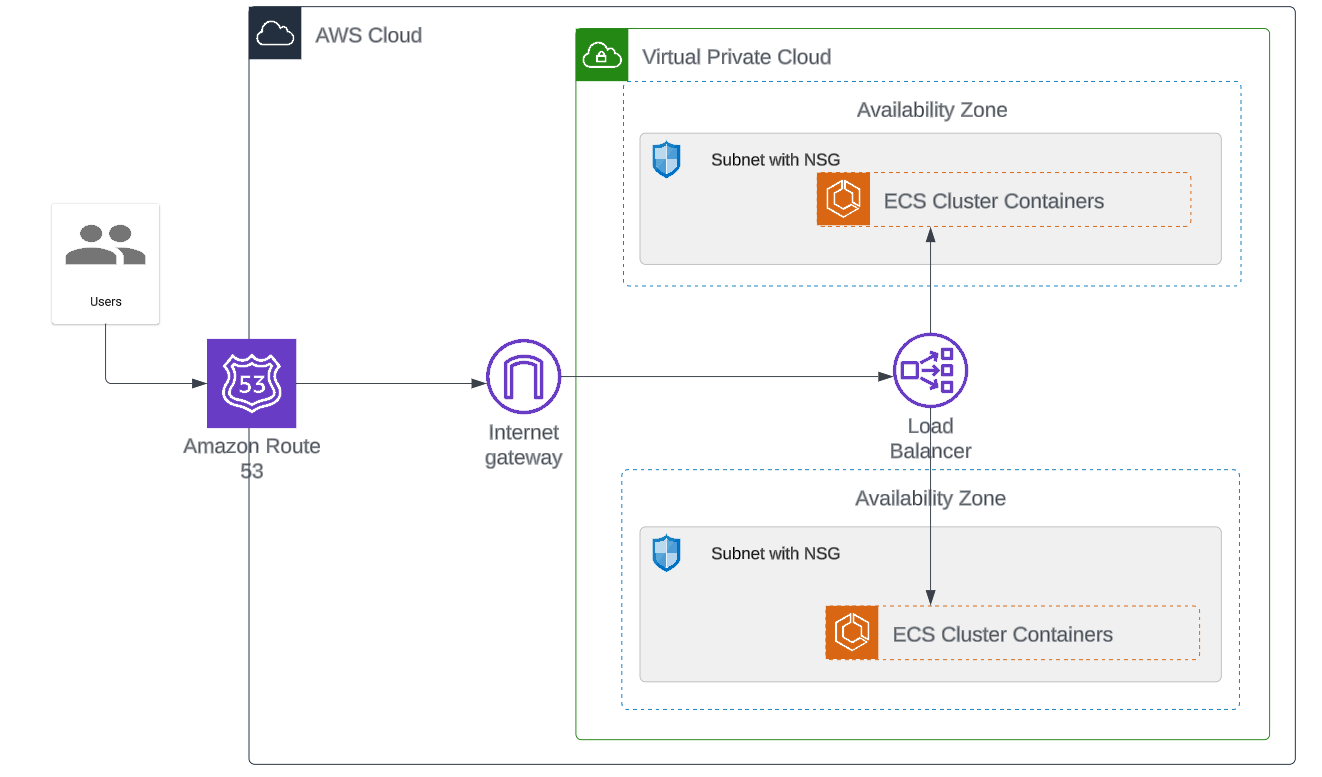 AWS Cloud
Virtual Private Cloud
Availability Zone
Subnet with NSG
ECS Cluster Containers
Users
53
Amazon Route
53
Internet
gateway
Load
Balancer
Availability Zone
Subnet with NSG
ECS Cluster Containers